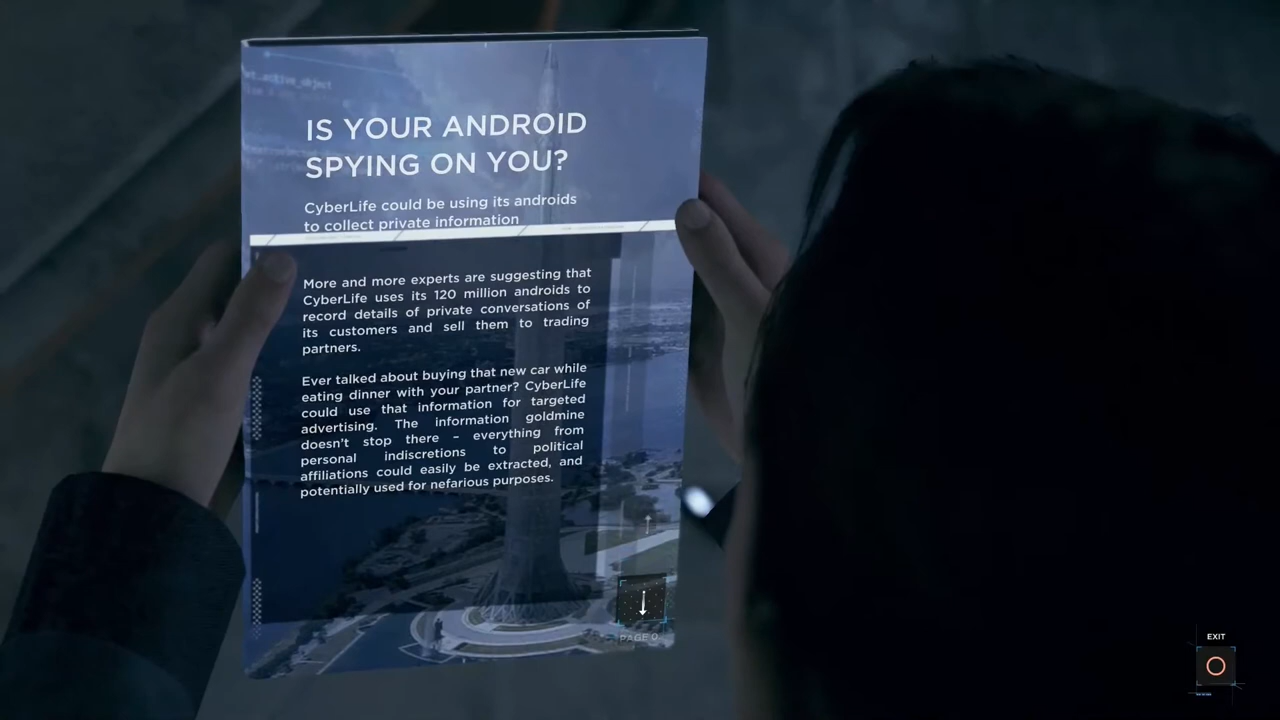 nt.active_object
IS YOUR ANDROID
SPYING ON YOU?
CyberLife could be using its androids
to collect private information
More and more experts are suggesting that
CyberLife uses its 120 million androids to
record details of private conversations of
its customers and sell them to trading
partners.
Ever talked about buying that new car while
eating dinner with your partner? CyberLife
could use that information for targeted
advertising. The information goldmine
doesn't stop there – everything from
personal indiscretions to political
affiliations could easily be extracted, and
potentially used for nefarious purposes.
PAGE 0
EXIT